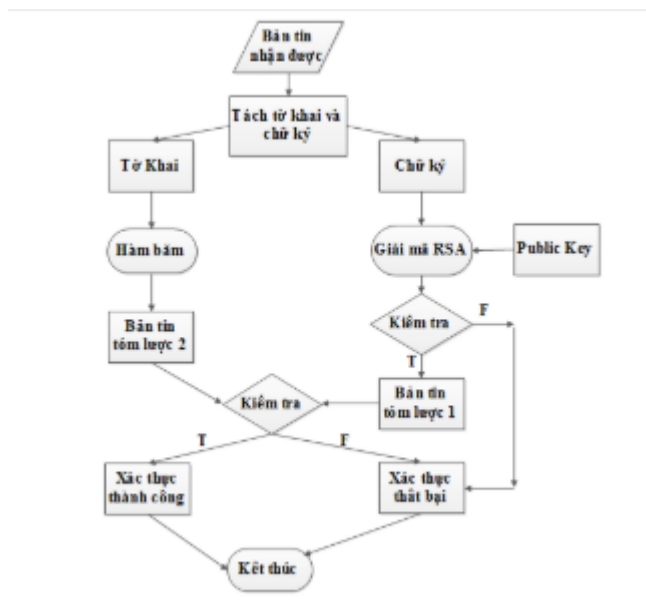 Bản tin
nhận được
Tách tờ khai và
chữ ký
Tờ Khai
Chữ ký
Hàm băm
Giải mã RSA
Public Key
Kiểm tra
F
T
Bản tin
tóm lược 2
Kiểm tra
Bản tin
tóm lược 1
T
F
Xác thực
thành công
Xác thực
thất bại
Kết thúc